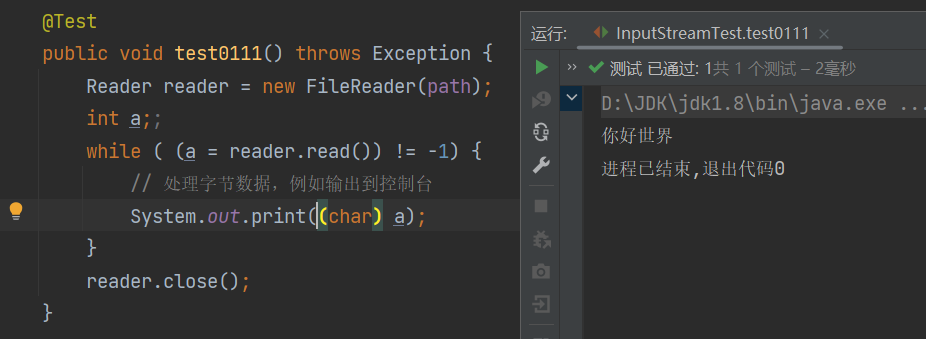 @Test
public void test0111() throws Exception {
Reader reader = new FileReader(path);
int a;;
while ( (a = reader.read()) != -1) {
// 处理字节数据，例如输出到控制台
System.out.print((char) a);
}
reader.close();
}
运行: InputStreamTest.test0111 ×
» 测试 已通过: 1共 1 个测试 – 2毫秒
D:\JDK\jdk1.8\bin\java.exe ...
你好世界
进程已结束,退出代码0